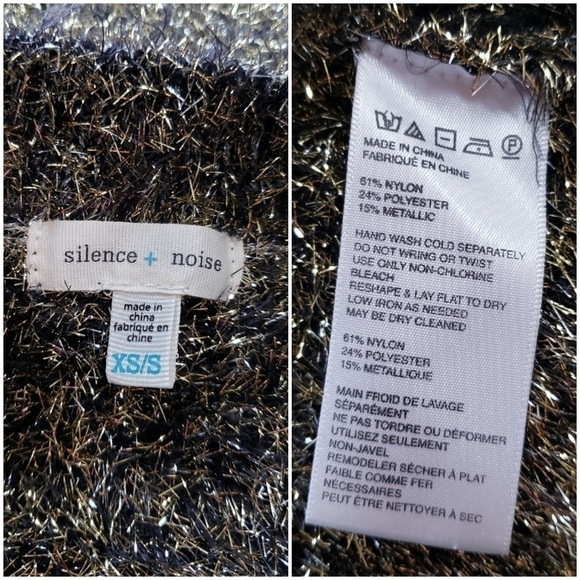 silence + noise
made in
china
fabriqué en
chine
XS/S
MADE IN CHINA
FABRIQUÉ EN CHINE
61% NYLON
24% POLYESTER
15% METALLIC
HAND WASH COLD SEPARATELY
DO NOT WRING OR TWIST
USE ONLY NON-CHLORINE
BLEACH
RESHAPE & LAY FLAT TO DRY
LOW IRON AS NEEDED
MAY BE DRY CLEANED
61% NYLON
24% POLYESTER
15% METALLIQUE
MAIN FROID DE LAVAGE
SÉPARÉMENT
NE PAS TORDRE OU DÉFORMER
UTILISEZ SEULEMENT
NON-JAVEL
REMODELER SÉCHER À PLAT
FAIBLE COMME FER
NÉCESSAIRES
PEUT ÊTRE NETTOYER À SEC